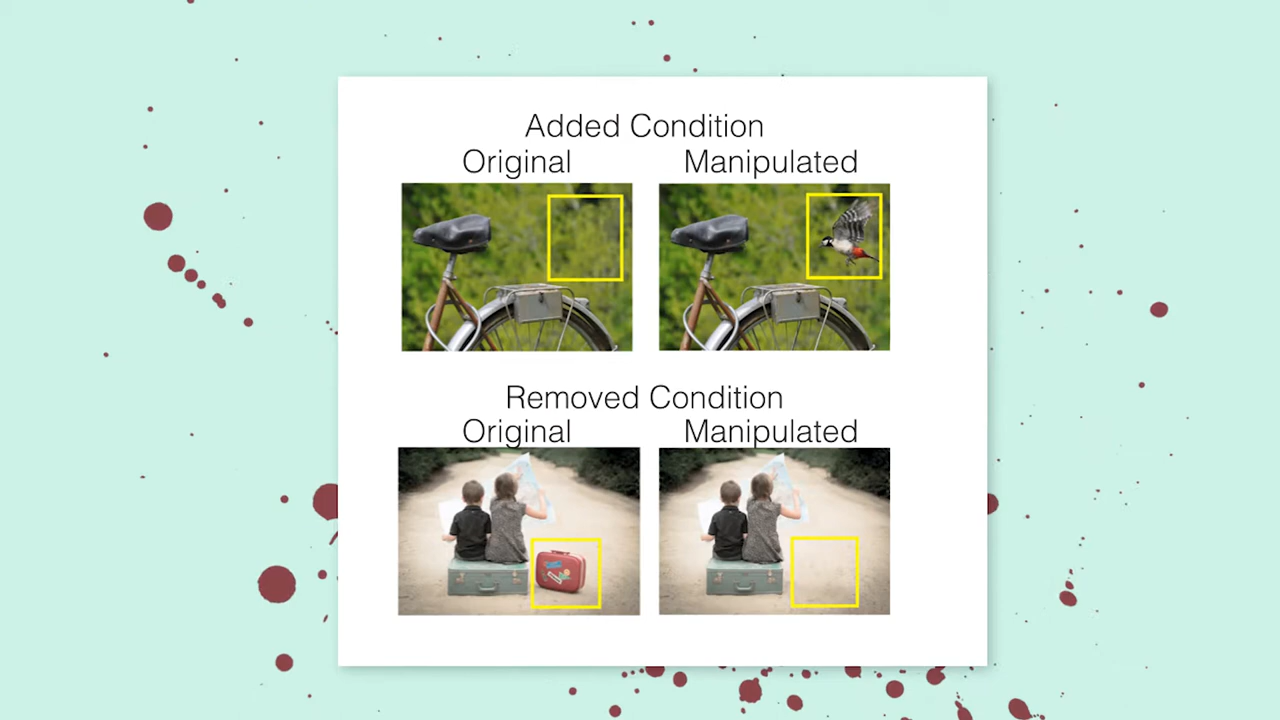 Added Condition
Original Manipulated
Removed Condition
Original Manipulated